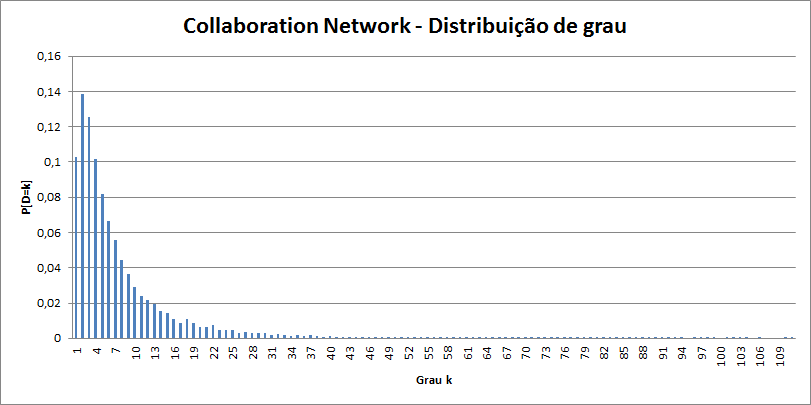 Collaboration Network - Distribuição de grau
0,16
0,14
0,12
0,1
0,08
0,06
0,04
0,02
0
P[D=k]
1 4 7 10 13 16 19 22 25 28 31 34 37 40 43 46 49 52 55 58 61 64 67 70 73 76 79 82 85 88 91 94 97 100 103 106 109
Grau k